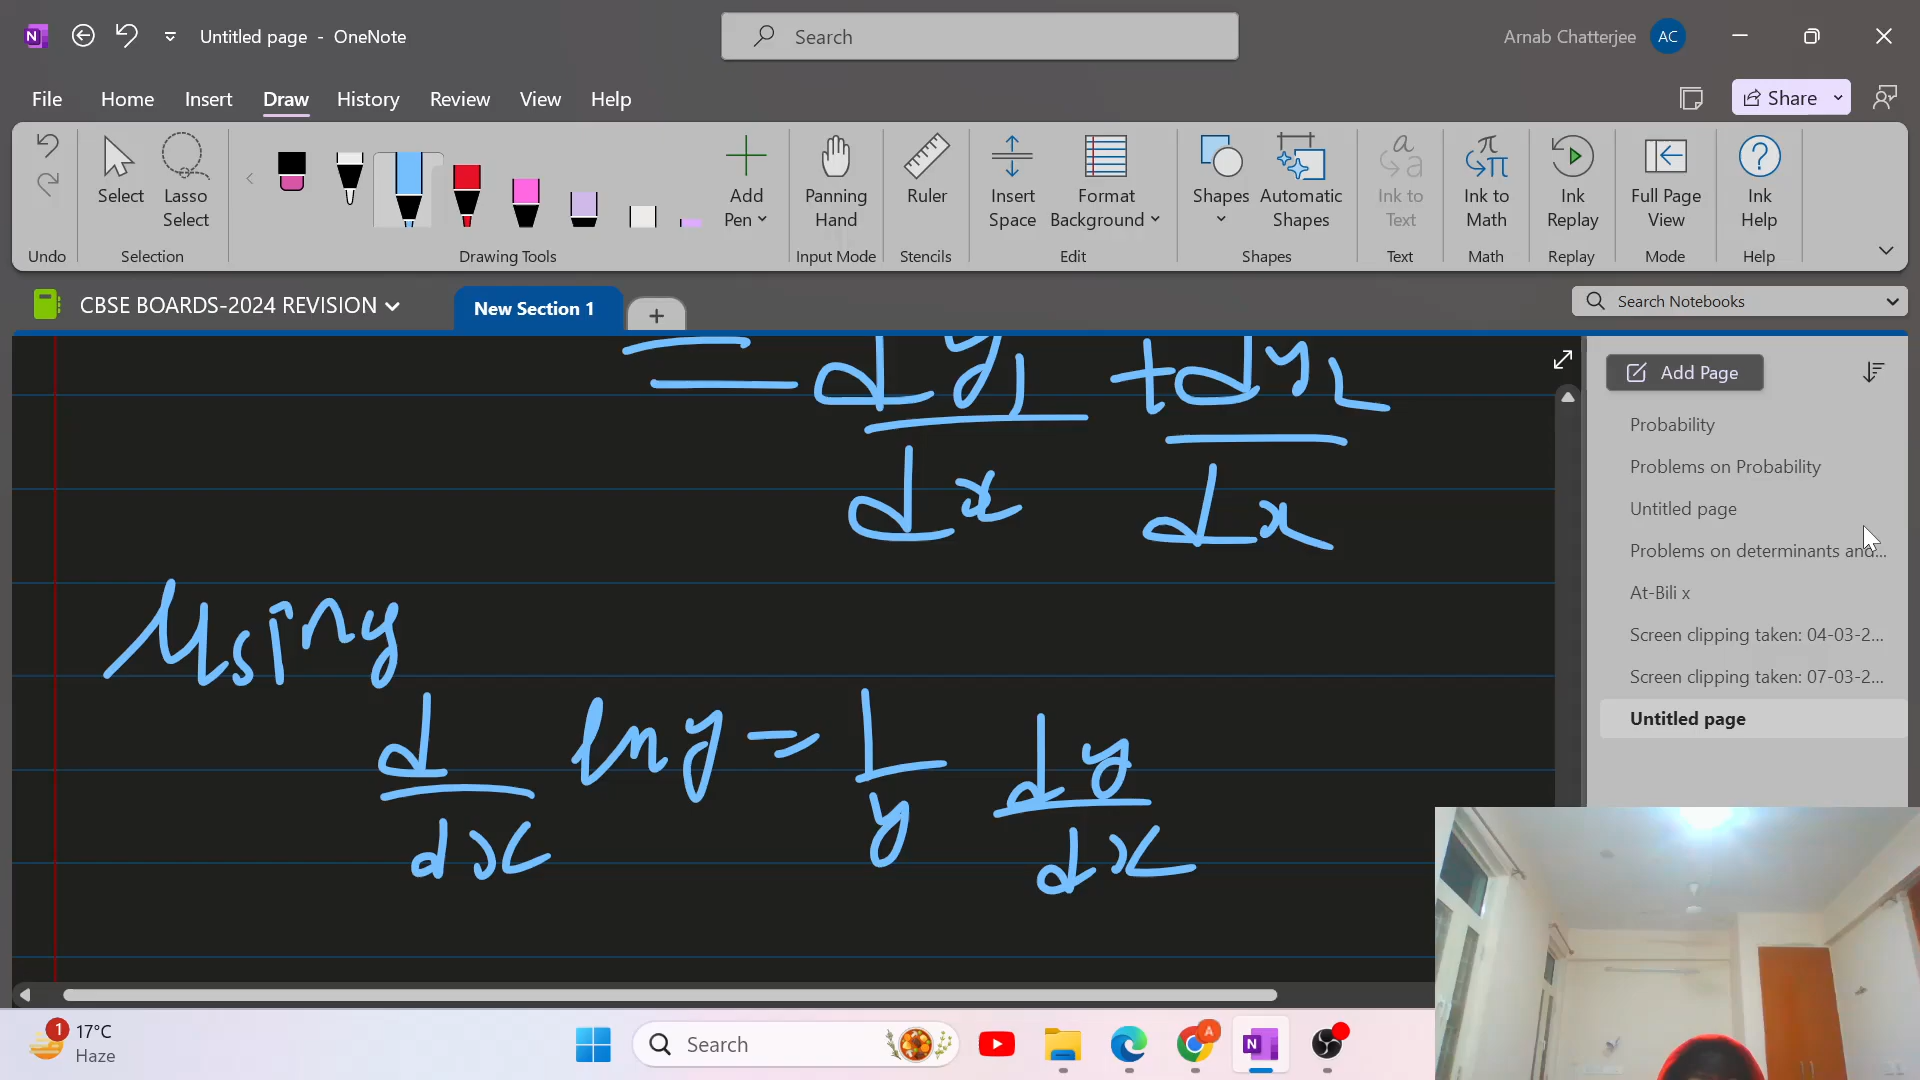 Untitled page - OneNote
Search
Arnab Chatterjee AC
File Home Insert Draw History Review View Help
Share
Select
Lasso Select
Add Pen
Panning Hand
Ruler
Insert Space
Format Background
Shapes
Automatic Shapes
Ink to Text
Ink to Math
Ink Replay
Full Page View
Ink Help
Undo Selection Drawing Tools Input Mode Stencils Edit Shapes Text Math Replay Mode Help
CBSE BOARDS-2024 REVISION
New Section 1
+
Search Notebooks
= dy1/dx + dy2/dx
Using
d/dx ln y = 1/y dy/dx
Add Page
Probability
Problems on Probability
Untitled page
Problems on determinants and...
At-Bili x
Screen clipping taken: 04-03-2...
Screen clipping taken: 07-03-2...
Untitled page
1
17°C
Haze
Search
A